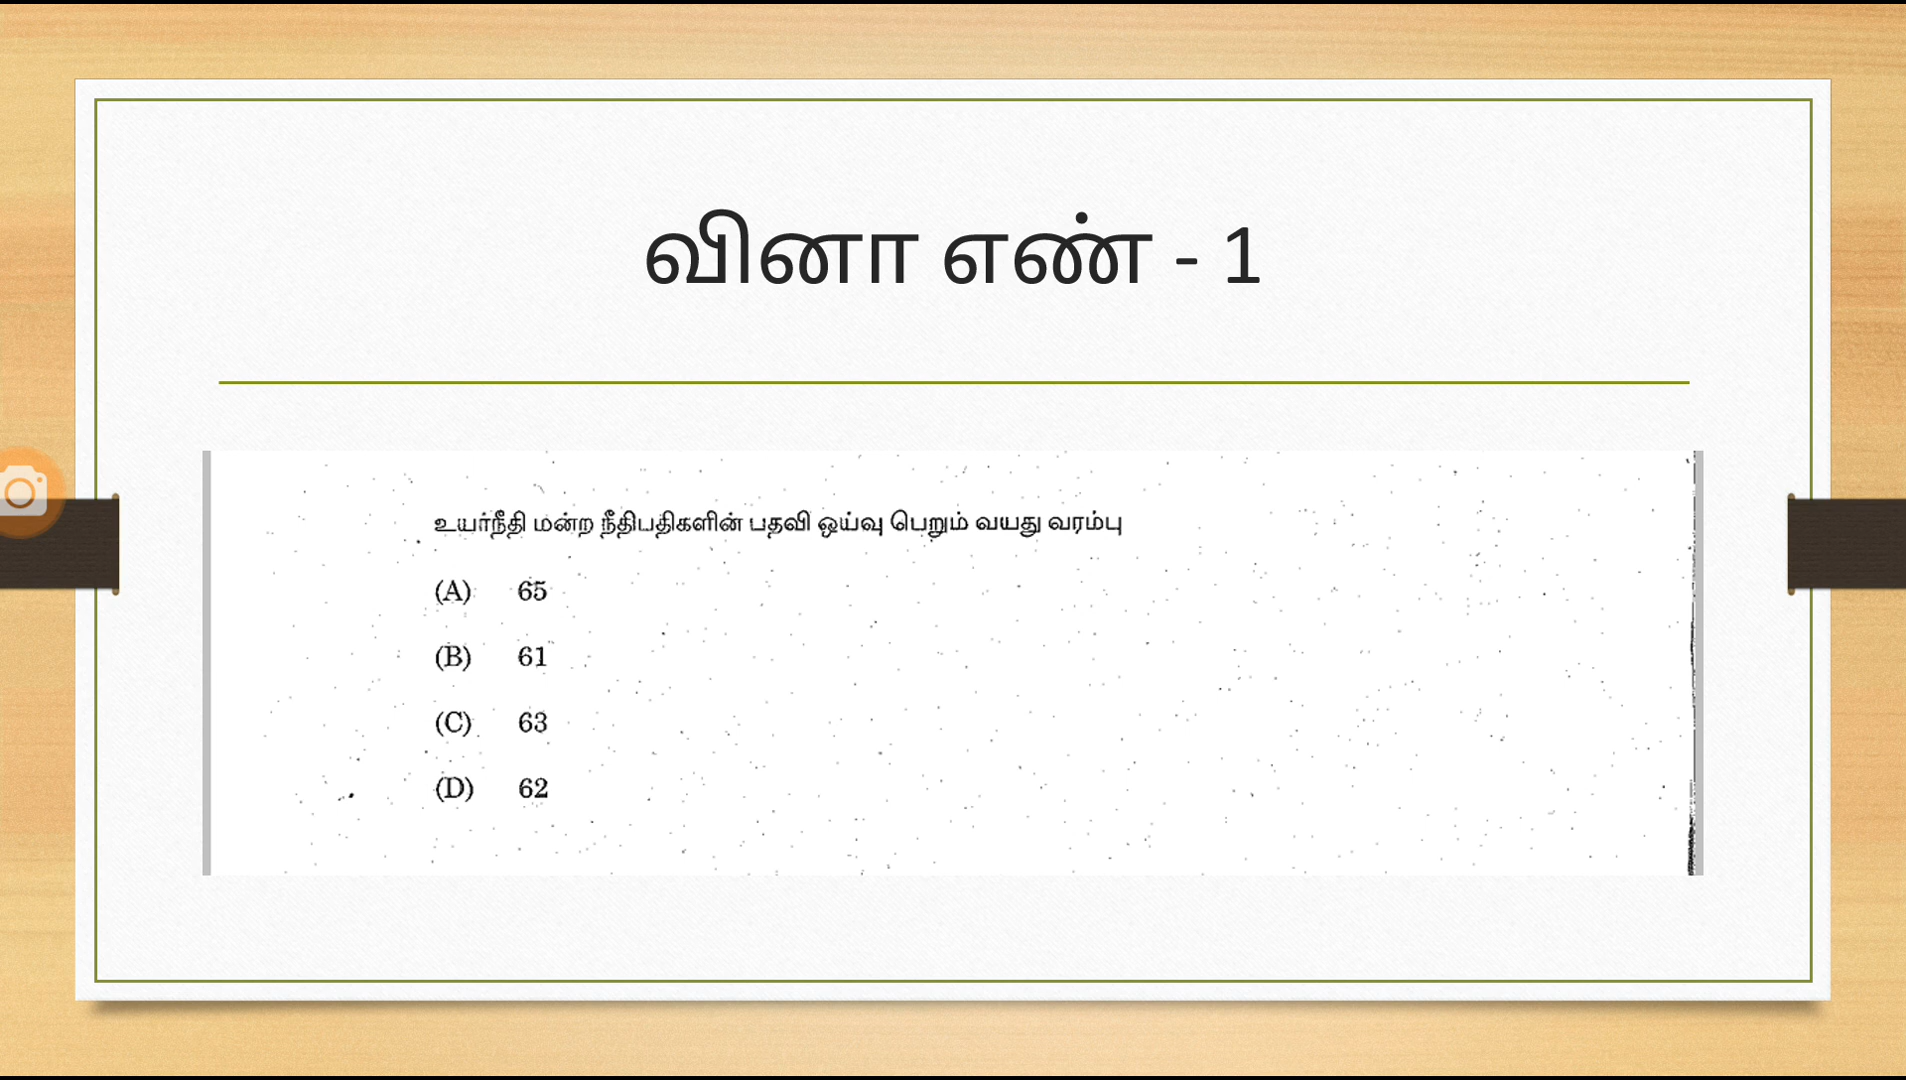 வினா எண் - 1
உயர்நீதி மன்ற நீதிபதிகளின் பதவி ஒய்வு பெறும் வயது வரம்பு
(A) 65
(B) 61
(C) 63
(D) 62